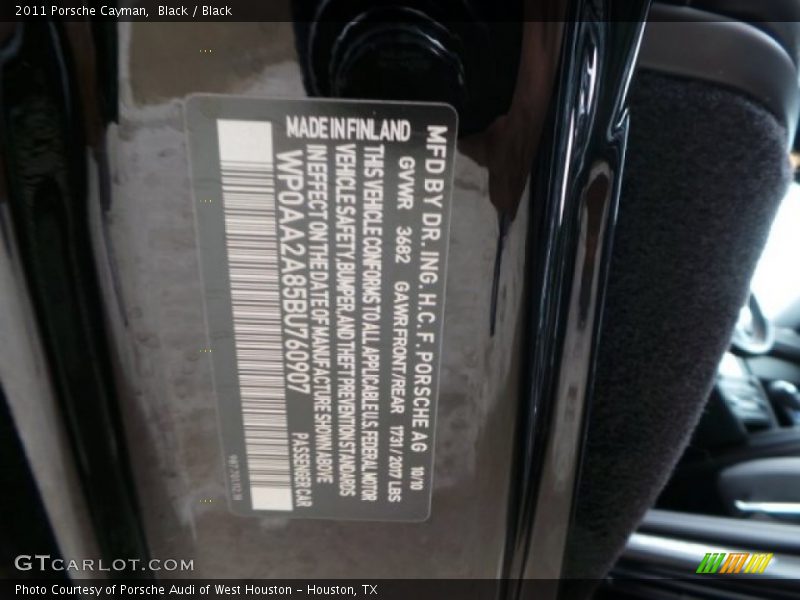 2011 Porsche Cayman,  Black / Black
MFD BY DR. ING. H.C. F. PORSCHE AG 10/10
GVWR 3682 GAWR FRONT/REAR 1731 / 2017 LBS
THIS VEHICLE CONFORMS TO ALL APPLICABLE U.S. FEDERAL MOTOR
VEHICLE SAFETY, BUMPER, AND THEFT PREVENTION STANDARDS
IN EFFECT ON THE DATE OF MANUFACTURE SHOWN ABOVE
MADE IN FINLAND
WP0AA2A85BU760907
PASSENGER CAR
GTCARLOT.COM
Photo Courtesy of Porsche Audi of West Houston - Houston, TX